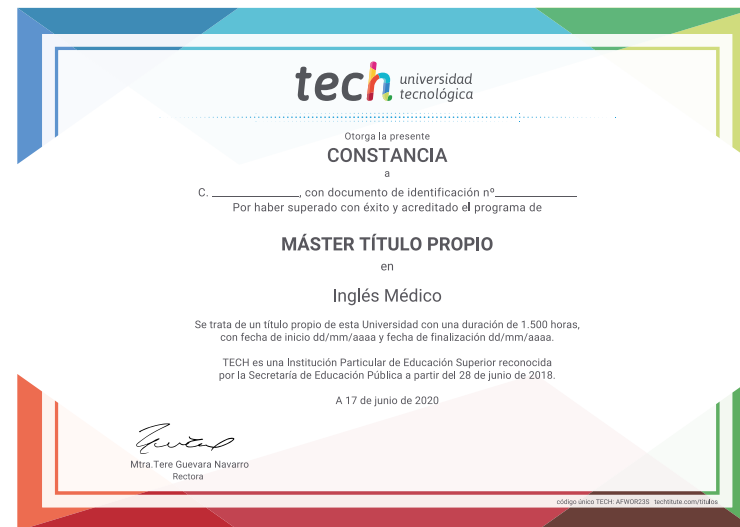 tech universidad
tecnológica
Otorga la presente
CONSTANCIA
a
C. ______________, con documento de identificación nº_____________
Por haber superado con éxito y acreditado el programa de
MÁSTER TÍTULO PROPIO
en
Inglés Médico
Se trata de un título propio de esta Universidad con una duración de 1.500 horas,
con fecha de inicio dd/mm/aaaa y fecha de finalización dd/mm/aaaa.
TECH es una Institución Particular de Educación Superior reconocida
por la Secretaría de Educación Pública a partir del 28 de junio de 2018.
A 17 de junio de 2020
Mtra.Tere Guevara Navarro
Rectora
código único TECH: AFWOR23S techtitute.com/titulos